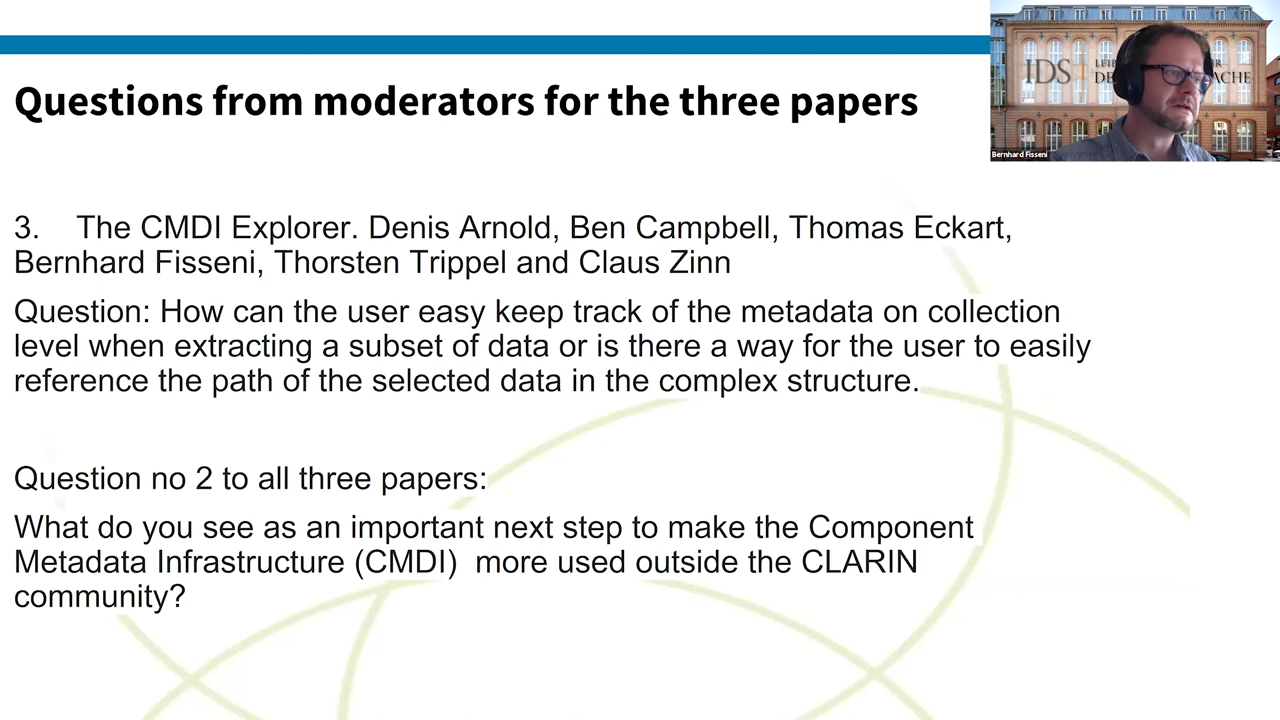 Questions from moderators for the three papers
IDS
Bernhard Fisseni
3. The CMDI Explorer. Denis Arnold, Ben Campbell, Thomas Eckart,
Bernhard Fisseni, Thorsten Trippel and Claus Zinn
Question: How can the user easy keep track of the metadata on collection
level when extracting a subset of data or is there a way for the user to easily
reference the path of the selected data in the complex structure.
Question no 2 to all three papers:
What do you see as an important next step to make the Component
Metadata Infrastructure (CMDI)  more used outside the CLARIN
community?